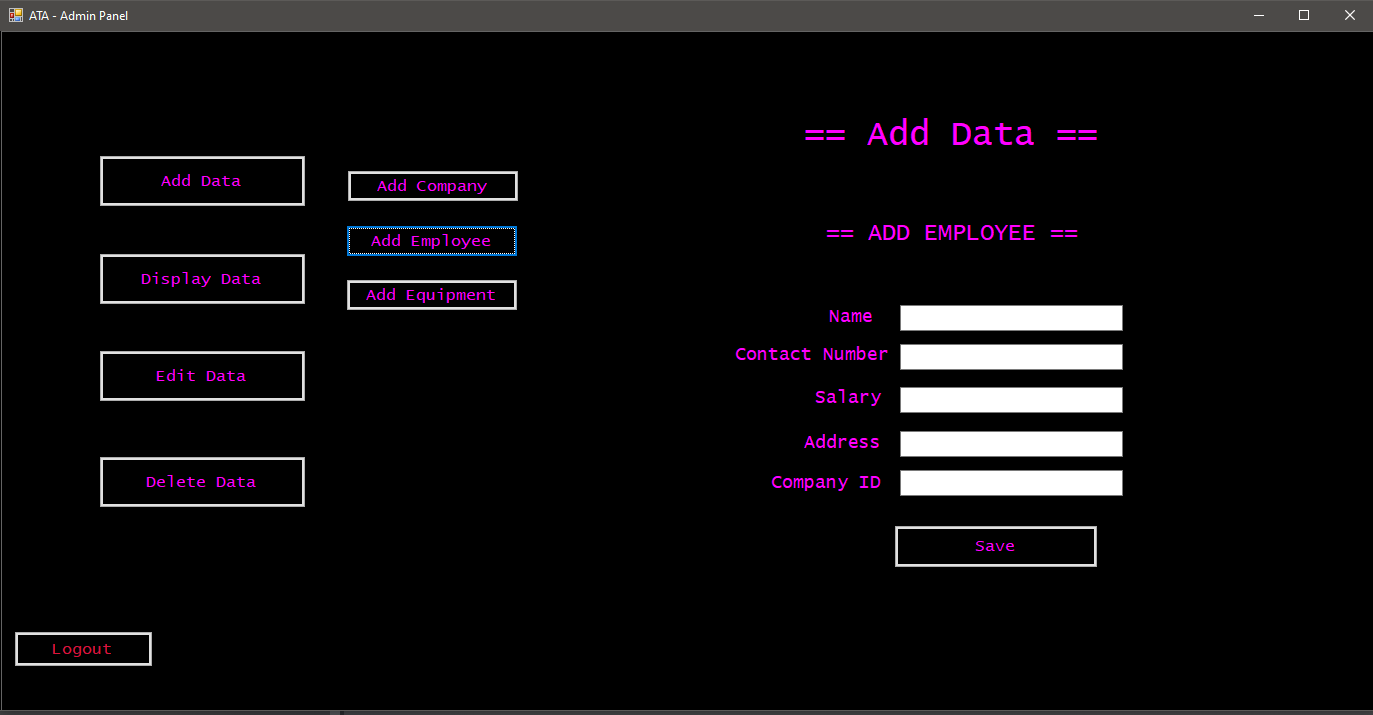 ATA - Admin Panel
== Add Data ==
Add Data
Add Company
Add Employee
Display Data
Add Equipment
Edit Data
Delete Data
Logout
== ADD EMPLOYEE ==
Name
Contact Number
Salary
Address
Company ID
Save